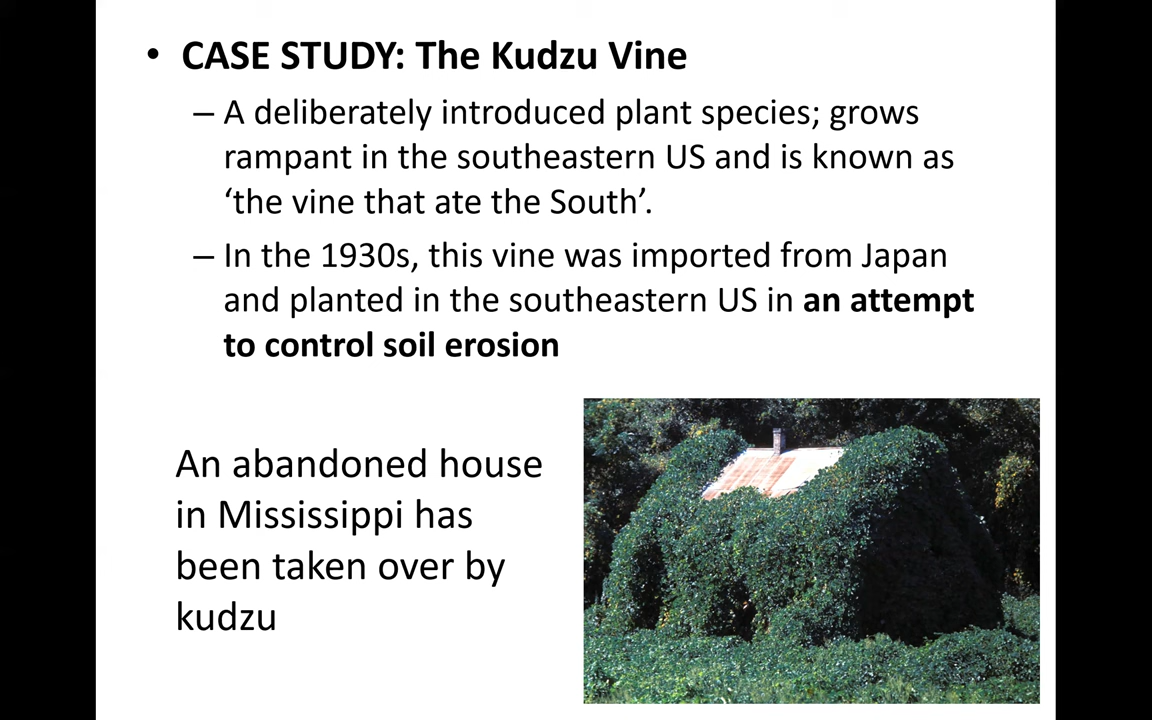 • CASE STUDY: The Kudzu Vine
– A deliberately introduced plant species; grows
rampant in the southeastern US and is known as
‘the vine that ate the South’.
– In the 1930s, this vine was imported from Japan
and planted in the southeastern US in an attempt
to control soil erosion
An abandoned house
in Mississippi has
been taken over by
kudzu